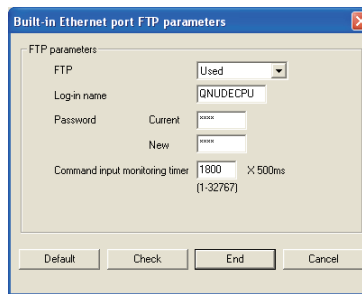 Built-in Ethernet port FTP parameters
FTP parameters
FTP Used
Log-in name QNUDECPU
Password Current ****
New ****
Command input monitoring timer 1800 X 500ms
(1-32767)
Default Check End Cancel